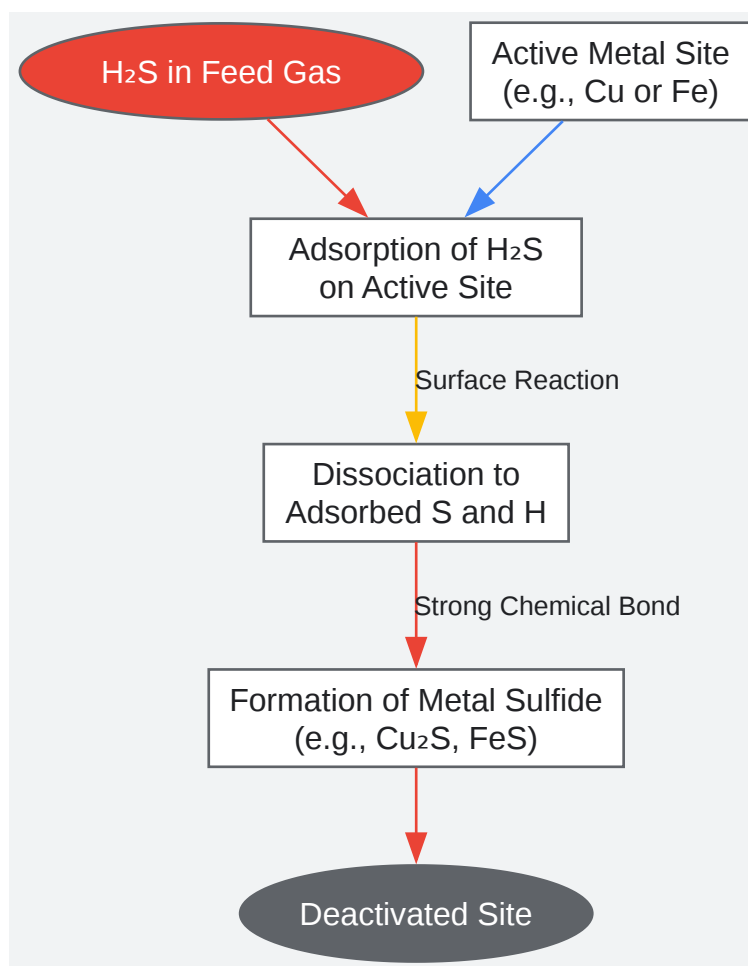 H₂S in Feed Gas
Active Metal Site
(e.g., Cu or Fe)
Adsorption of H₂S
on Active Site
Surface Reaction
Dissociation to
Adsorbed S and H
Strong Chemical Bond
Formation of Metal Sulfide
(e.g., Cu₂S, FeS)
Deactivated Site